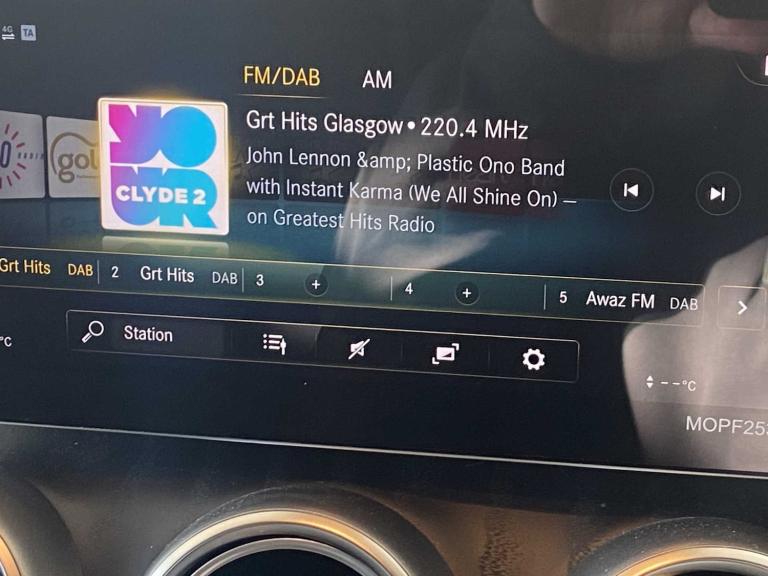 4G
TA
FM/DAB AM
Grt Hits Glasgow • 220.4 MHz
John Lennon &amp; Plastic Ono Band
with Instant Karma (We All Shine On) –
on Greatest Hits Radio
YOUR
CLYDE 2
RADIO
Grt Hits DAB 2 Grt Hits DAB 3 + 4 + 5 Awaz FM DAB
°C
Station
--°C